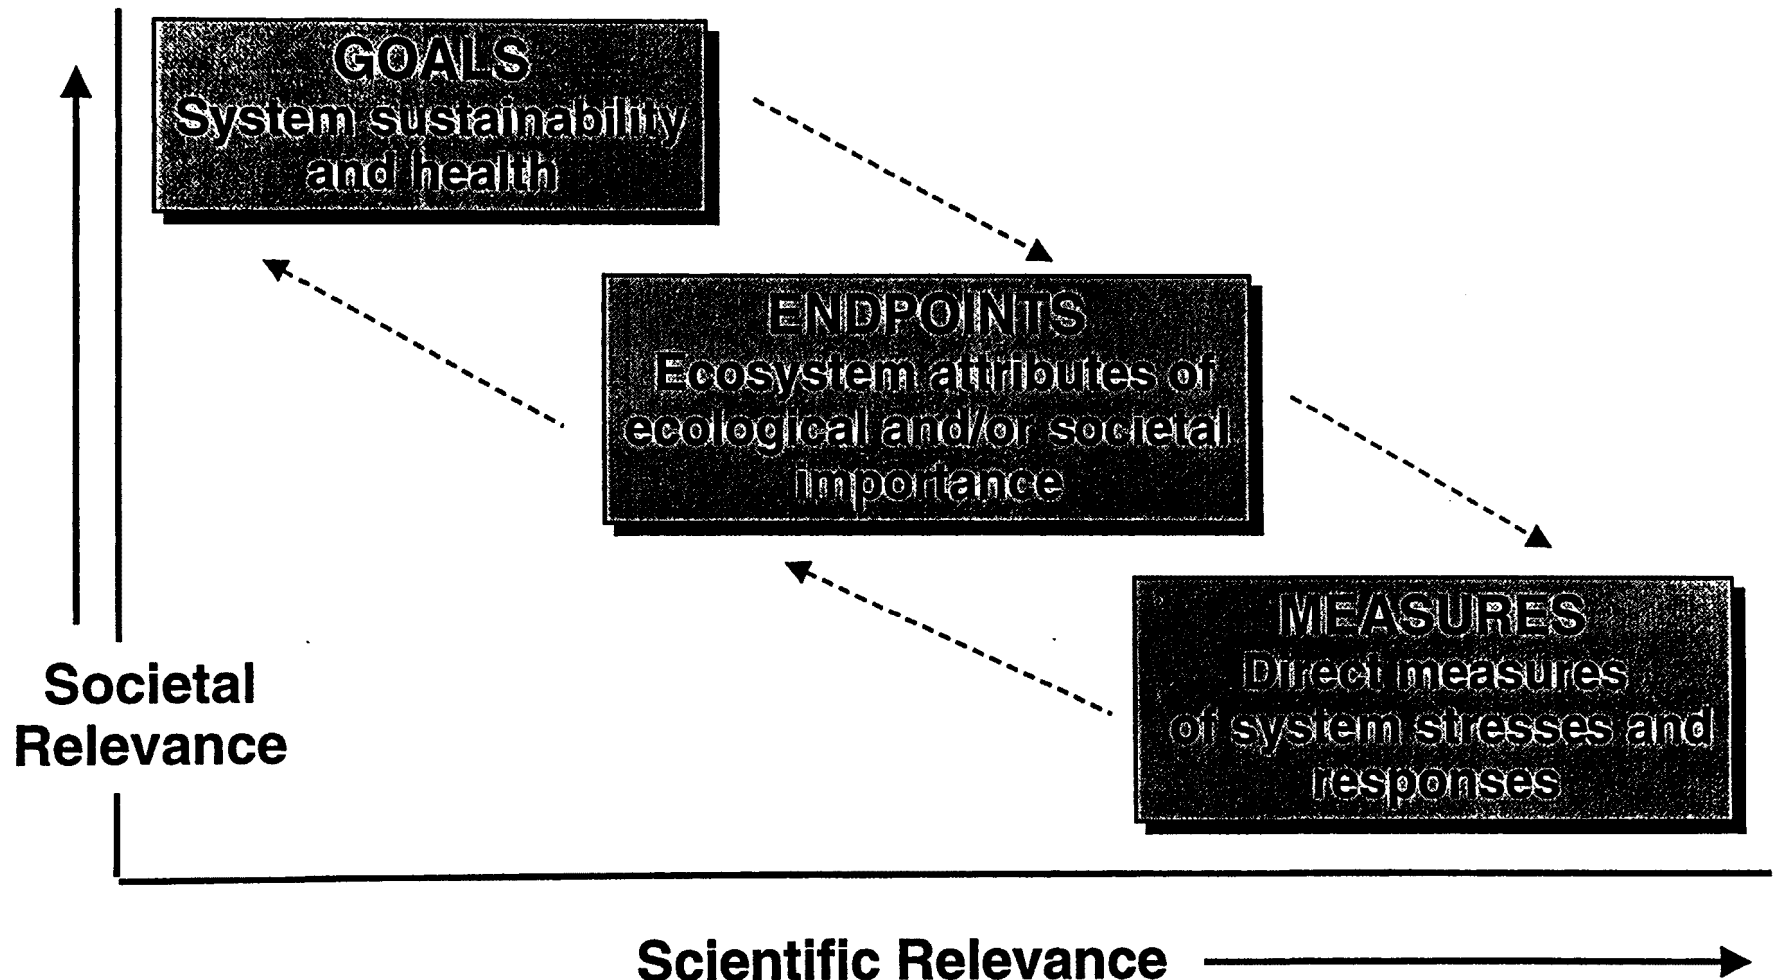 GOALS
System sustainability
and health
ENDPOINTS
Ecosystem attributes of
ecological and/or societal
importance
MEASURES
Direct measures
of system stresses and
responses
Societal
Relevance
Scientific Relevance